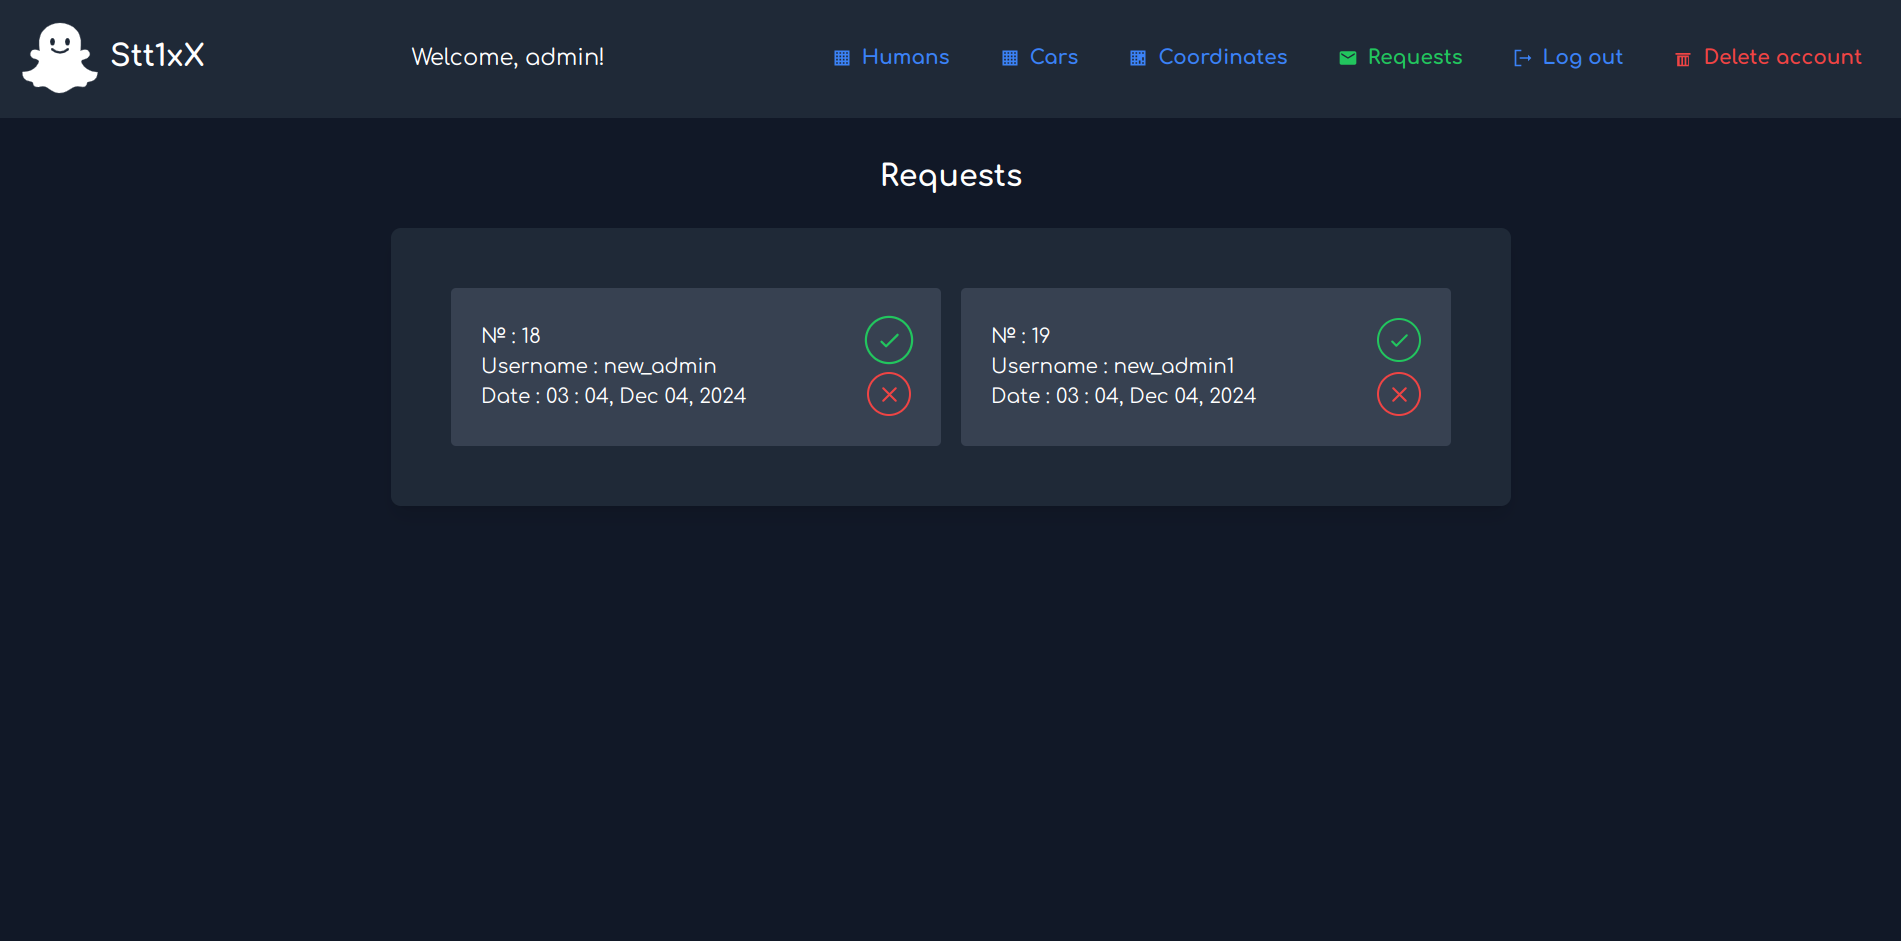 Stt1xX
Welcome, admin!
Humans
Cars
Coordinates
Requests
Log out
Delete account
Requests
Nº : 18
Username : new_admin
Date : 03 : 04, Dec 04, 2024
Nº : 19
Username : new_admin1
Date : 03 : 04, Dec 04, 2024